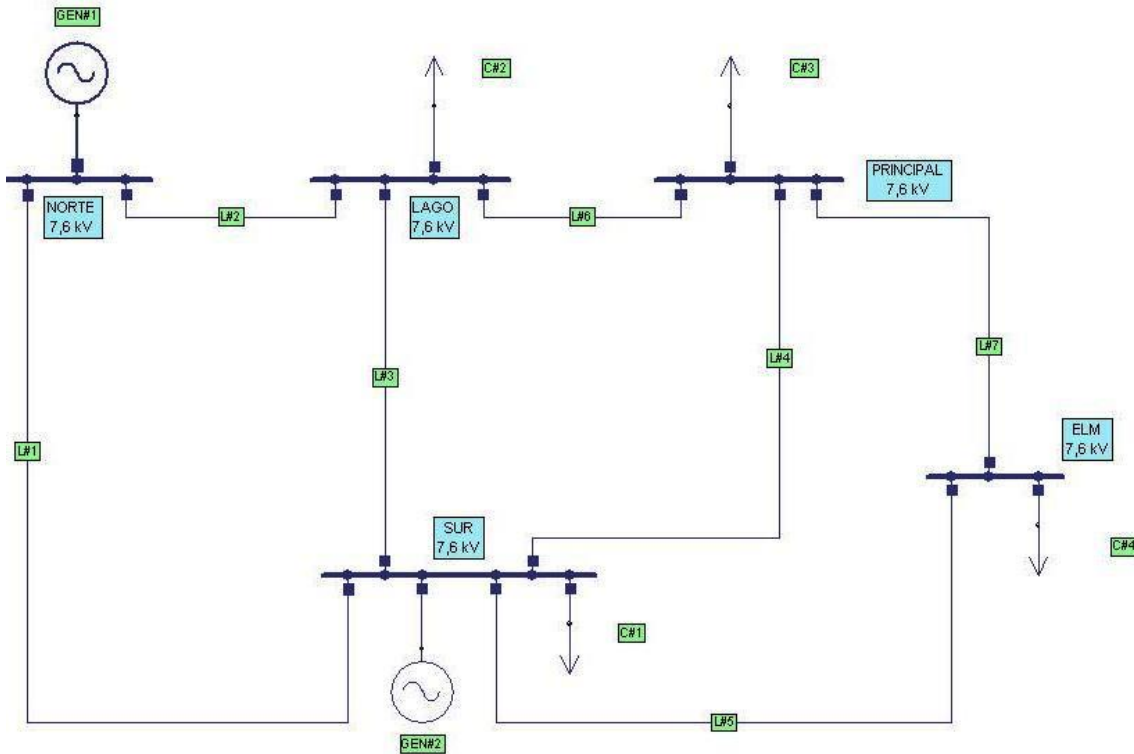 GEN#1
C#2
C#3
PRINCIPAL
7,6 kV
NORTE
7,6 kV
L#2
LAGO
7,6 kV
L#6
L#7
L#4
L#3
L#1
ELM
7,6 kV
SUR
7,6 kV
C#4
C#1
L#5
GEN#2